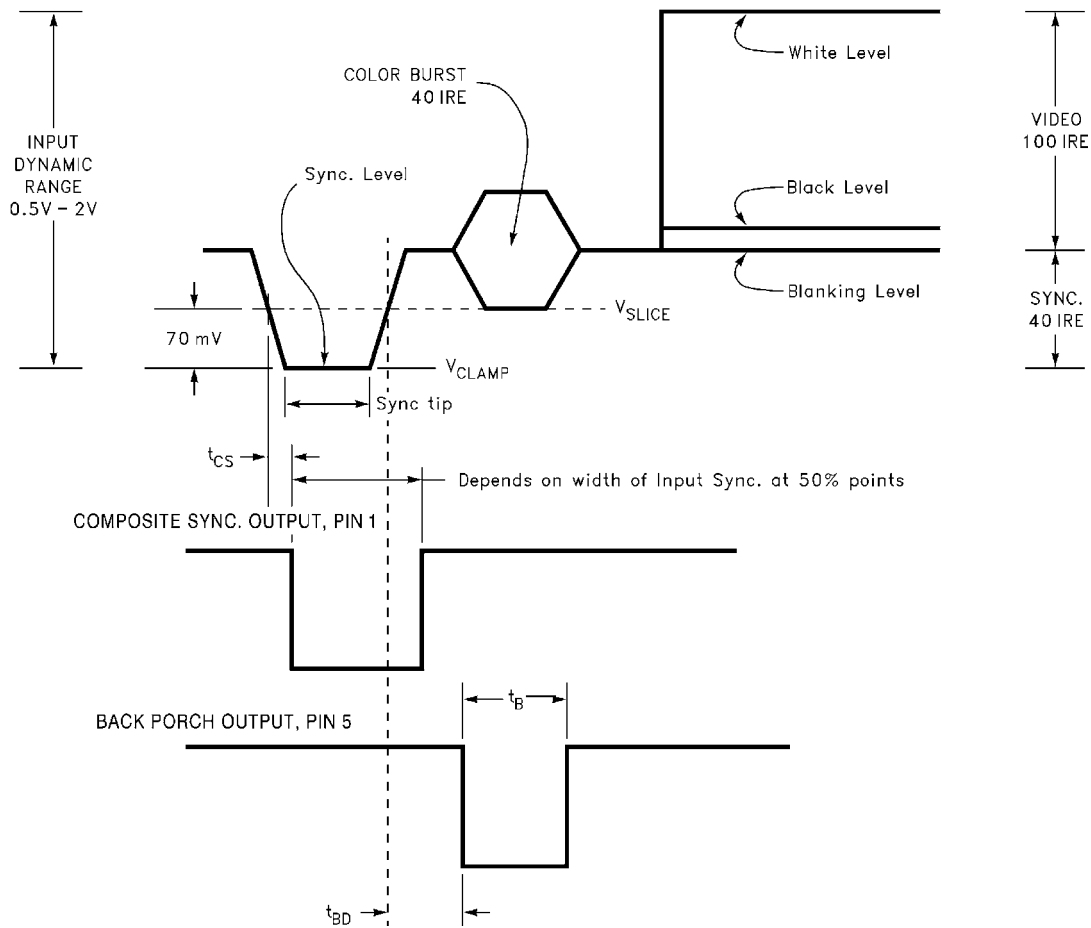 White Level
COLOR BURST
40 IRE
VIDEO
100 IRE
INPUT
DYNAMIC
RANGE
0.5V – 2V
Sync. Level
Black Level
Blanking Level
SYNC.
40 IRE
VSLICE
70 mV
VCLAMP
Sync tip
tCS
Depends on width of Input Sync. at 50% points
COMPOSITE SYNC. OUTPUT, PIN 1
tB
BACK PORCH OUTPUT, PIN 5
tBD